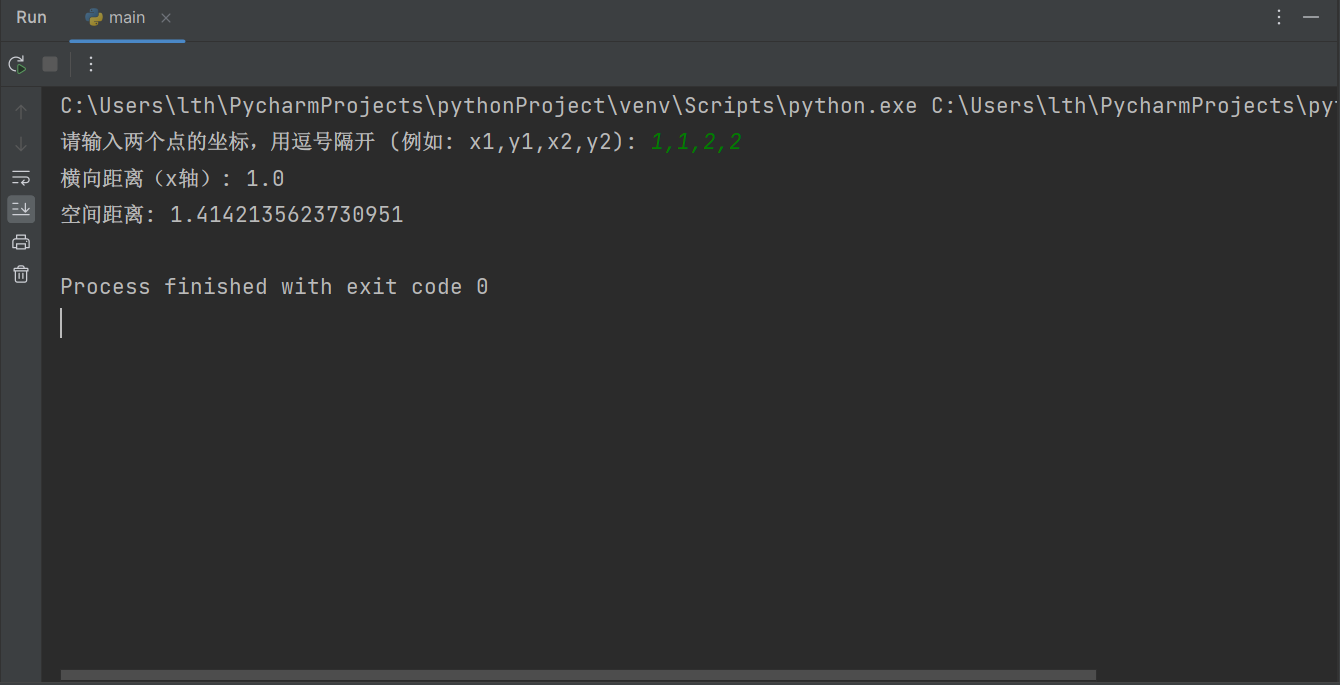 Run main
C:\Users\lth\PycharmProjects\pythonProject\venv\Scripts\python.exe C:\Users\lth\PycharmProjects\py
请输入两个点的坐标，用逗号隔开 (例如: x1,y1,x2,y2): 1,1,2,2
横向距离（x轴）: 1.0
空间距离: 1.4142135623730951
Process finished with exit code 0